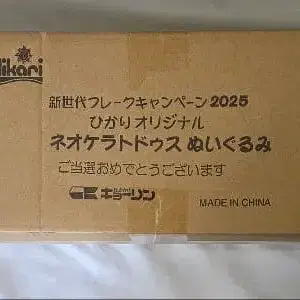 Hikari
新世代フレークキャンペーン2025
ひかりオリジナル
ネオケラトドゥス ぬいぐるみ
ご当選おめでとうございます
キョーリン
MADE IN CHINA